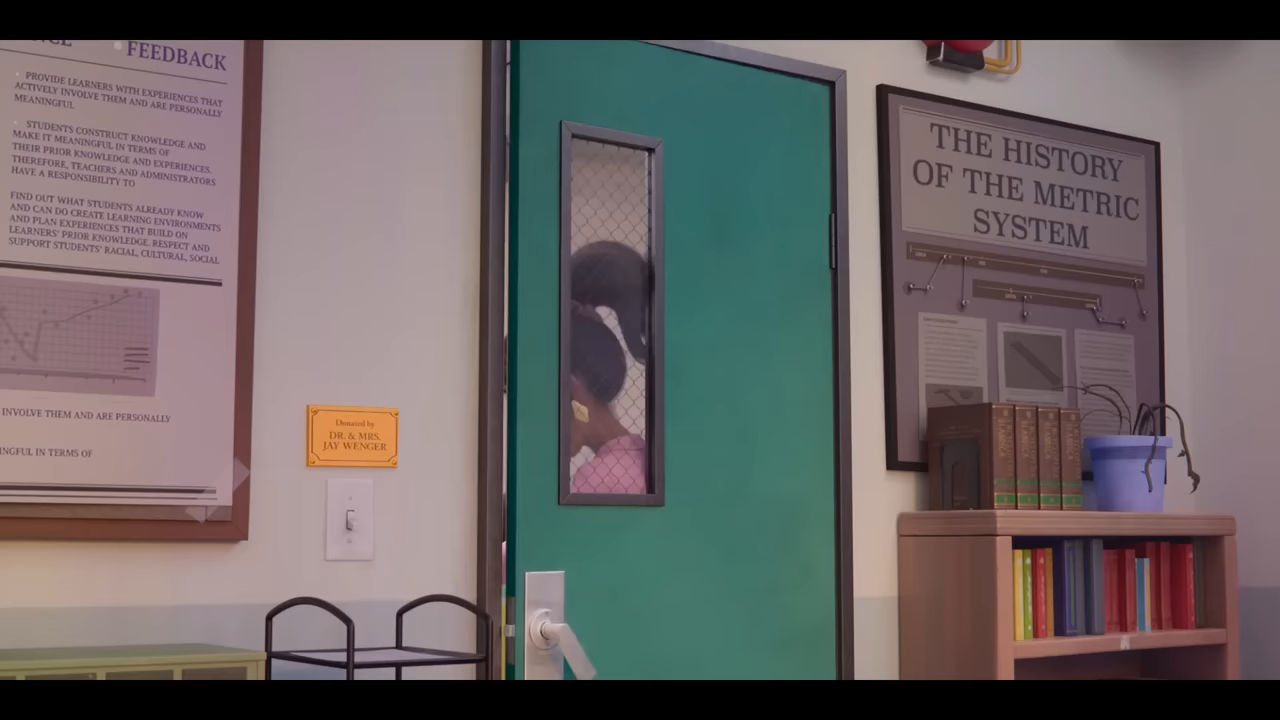 FEEDBACK
PROVIDE LEARNERS WITH EXPERIENCES THAT
ACTIVELY INVOLVE THEM AND ARE PERSONALLY
MEANINGFUL
STUDENTS CONSTRUCT KNOWLEDGE AND
MAKE IT MEANINGFUL IN TERMS OF
THEIR PRIOR KNOWLEDGE AND EXPERIENCES.
THEREFORE, TEACHERS AND ADMINISTRATORS
HAVE A RESPONSIBILITY TO
FIND OUT WHAT STUDENTS ALREADY KNOW
AND CAN DO CREATE LEARNING ENVIRONMENTS
AND PLAN EXPERIENCES THAT BUILD ON
LEARNERS' PRIOR KNOWLEDGE. RESPECT AND
SUPPORT STUDENTS' RACIAL, CULTURAL, SOCIAL
INVOLVE THEM AND ARE PERSONALLY
INGFUL IN TERMS OF
Donated by
DR. & MRS.
JAY WENGER
THE HISTORY
OF THE METRIC
SYSTEM